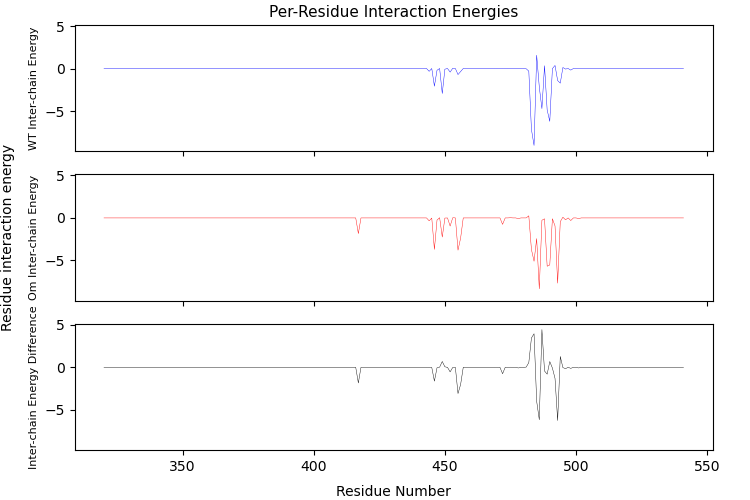 Per-Residue Interaction Energies
Residue interaction energy
WT Inter-chain Energy
5
0
−5
Om Inter-chain Energy
5
0
−5
Inter-chain Energy Difference
5
0
−5
350
400
450
500
550
Residue Number